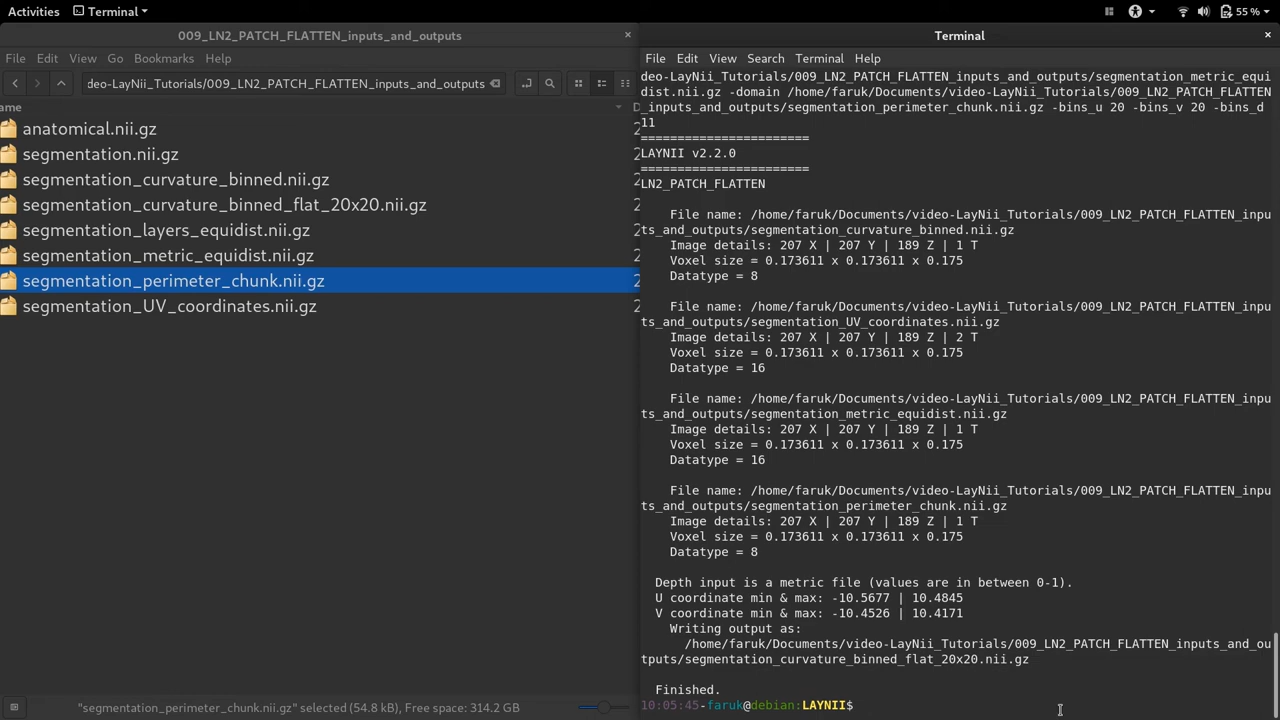 Activities Terminal 55 %
009_LN2_PATCH_FLATTEN_inputs_and_outputs
File Edit View Go Bookmarks Help
deo-LayNii_Tutorials/009_LN2_PATCH_FLATTEN_inputs_and_outputs
ame
anatomical.nii.gz
segmentation.nii.gz
segmentation_curvature_binned.nii.gz
segmentation_curvature_binned_flat_20x20.nii.gz
segmentation_layers_equidist.nii.gz
segmentation_metric_equidist.nii.gz
segmentation_perimeter_chunk.nii.gz
segmentation_UV_coordinates.nii.gz
"segmentation_perimeter_chunk.nii.gz" selected (54.8 kB), Free space: 314.2 GB
Terminal
File Edit View Search Terminal Help
deo-LayNii_Tutorials/009_LN2_PATCH_FLATTEN_inputs_and_outputs/segmentation_metric_equi
dist.nii.gz -domain /home/faruk/Documents/video-LayNii_Tutorials/009_LN2_PATCH_FLATTEN
_inputs_and_outputs/segmentation_perimeter_chunk.nii.gz -bins_u 20 -bins_v 20 -bins_d
11
=======================
LAYNII v2.2.0
=======================
LN2_PATCH_FLATTEN
File name: /home/faruk/Documents/video-LayNii_Tutorials/009_LN2_PATCH_FLATTEN_inpu
ts_and_outputs/segmentation_curvature_binned.nii.gz
Image details: 207 X | 207 Y | 189 Z | 1 T
Voxel size = 0.173611 x 0.173611 x 0.175
Datatype = 8
File name: /home/faruk/Documents/video-LayNii_Tutorials/009_LN2_PATCH_FLATTEN_inpu
ts_and_outputs/segmentation_UV_coordinates.nii.gz
Image details: 207 X | 207 Y | 189 Z | 2 T
Voxel size = 0.173611 x 0.173611 x 0.175
Datatype = 16
File name: /home/faruk/Documents/video-LayNii_Tutorials/009_LN2_PATCH_FLATTEN_inpu
ts_and_outputs/segmentation_metric_equidist.nii.gz
Image details: 207 X | 207 Y | 189 Z | 1 T
Voxel size = 0.173611 x 0.173611 x 0.175
Datatype = 16
File name: /home/faruk/Documents/video-LayNii_Tutorials/009_LN2_PATCH_FLATTEN_inpu
ts_and_outputs/segmentation_perimeter_chunk.nii.gz
Image details: 207 X | 207 Y | 189 Z | 1 T
Voxel size = 0.173611 x 0.173611 x 0.175
Datatype = 8
Depth input is a metric file (values are in between 0-1).
U coordinate min & max: -10.5677 | 10.4845
V coordinate min & max: -10.4526 | 10.4171
Writing output as:
/home/faruk/Documents/video-LayNii_Tutorials/009_LN2_PATCH_FLATTEN_inputs_and_ou
tputs/segmentation_curvature_binned_flat_20x20.nii.gz
Finished.
10:05:45-faruk@debian:LAYNII$